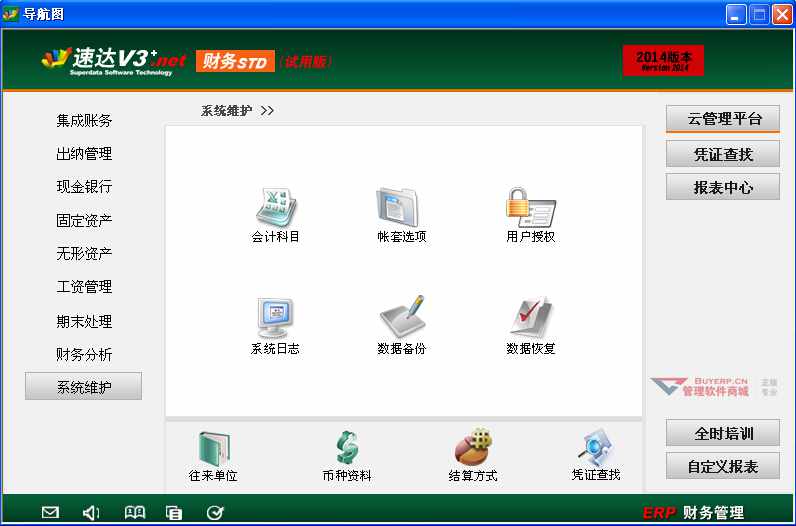 导航图
速达V3+.net 财务STD (试用版)
Superdata Software Technology
2014版本
Version 2014
系统维护 >>
集成账务
出纳管理
现金银行
固定资产
无形资产
工资管理
期末处理
财务分析
系统维护
会计科目 帐套选项 用户授权
系统日志 数据备份 数据恢复
往来单位 币种资料 结算方式 凭证查找
云管理平台
凭证查找
报表中心
BUYERP.CN
管理软件商城
正版
专业
全时培训
自定义报表
ERP 财务管理